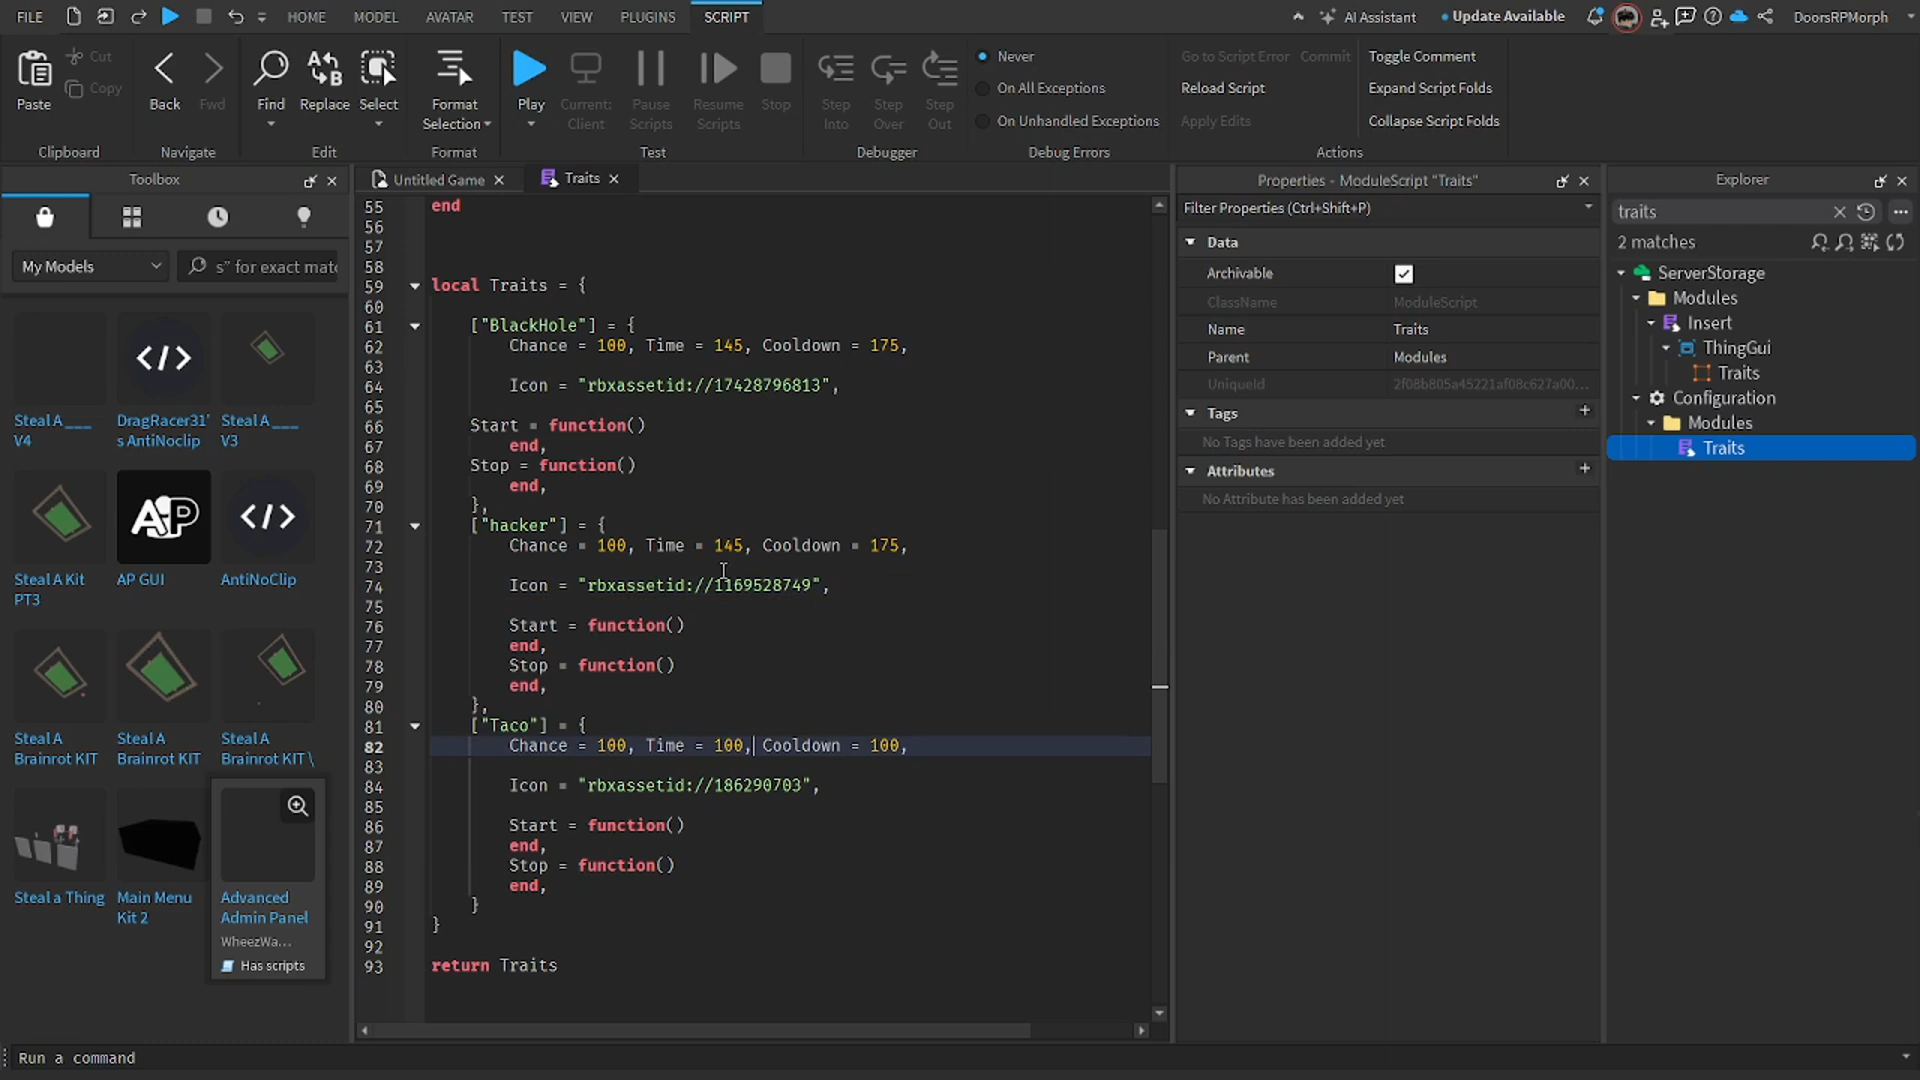 FILE HOME MODEL AVATAR TEST VIEW PLUGINS SCRIPT AI Assistant Update Available DoorsRPMorph
Paste
Cut
Copy
Clipboard
Back
Fwd
Navigate
Find
Replace
Select
Edit
Format
Selection
Format
Play
Current:
Client
Pause
Scripts
Resume
Scripts
Stop
Test
Step
Into
Step
Over
Step
Out
Debugger
Never
On All Exceptions
On Unhandled Exceptions
Debug Errors
Go to Script Error
Commit
Reload Script
Apply Edits
Toggle Comment
Expand Script Folds
Collapse Script Folds
Actions
Toolbox
My Models
s" for exact matc
Steal A ___
V4
DragRacer31'
s AntiNoclip
Steal A ___
V3
</>
Steal A Kit
PT3
AP
AP GUI
</>
AntiNoClip
Steal A
Brainrot KIT
Steal A
Brainrot KIT
Steal A
Brainrot KIT \
Steal a Thing
Main Menu
Kit 2
Advanced
Admin Panel
WheezWa...
Has scripts
Untitled Game
Traits
55 end
56
57
58
59 local Traits = {
60
61 ["BlackHole"] = {
62 Chance = 100, Time = 145, Cooldown = 175,
63
64 Icon = "rbxassetid://17428796813",
65
66 Start = function()
67 end,
68 Stop = function()
69 end,
70 },
71 ["hacker"] = {
72 Chance = 100, Time = 145, Cooldown = 175,
73
74 Icon = "rbxassetid://1169528749",
75
76 Start = function()
77 end,
78 Stop = function()
79 end,
80 },
81 ["Taco"] = {
82 Chance = 100, Time = 100, Cooldown = 100,
83
84 Icon = "rbxassetid://186290703",
85
86 Start = function()
87 end,
88 Stop = function()
89 end,
90 }
91 }
92
93 return Traits
Properties - ModuleScript "Traits"
Filter Properties (Ctrl+Shift+P)
Data
Archivable
ClassName ModuleScript
Name Traits
Parent Modules
UniqueId 2f08b805a45221af08c627a00...
Tags
No Tags have been added yet
Attributes
No Attribute has been added yet
Explorer
traits
2 matches
ServerStorage
Modules
Insert
ThingGui
Traits
Configuration
Modules
Traits
Run a command